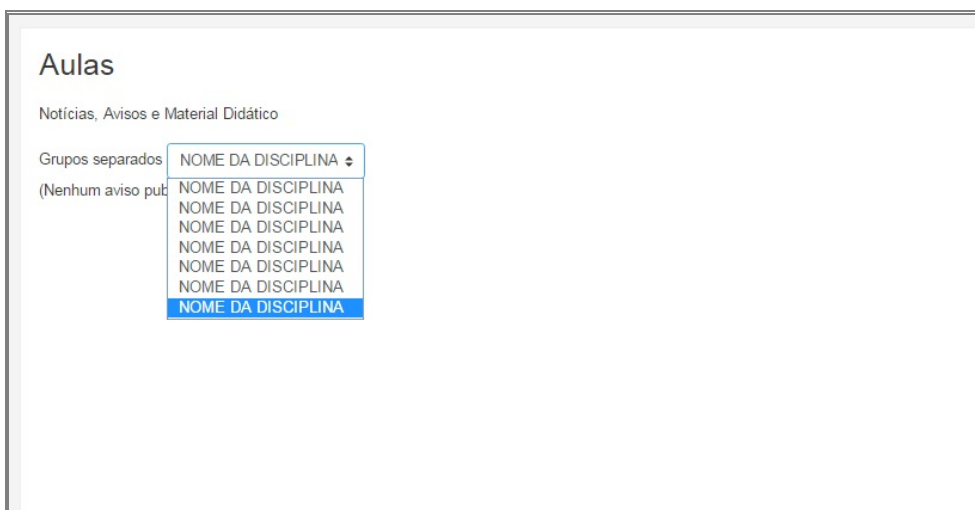 Aulas
Notícias, Avisos e Material Didático
Grupos separados NOME DA DISCIPLINA
(Nenhum aviso pub
NOME DA DISCIPLINA
NOME DA DISCIPLINA
NOME DA DISCIPLINA
NOME DA DISCIPLINA
NOME DA DISCIPLINA
NOME DA DISCIPLINA
NOME DA DISCIPLINA